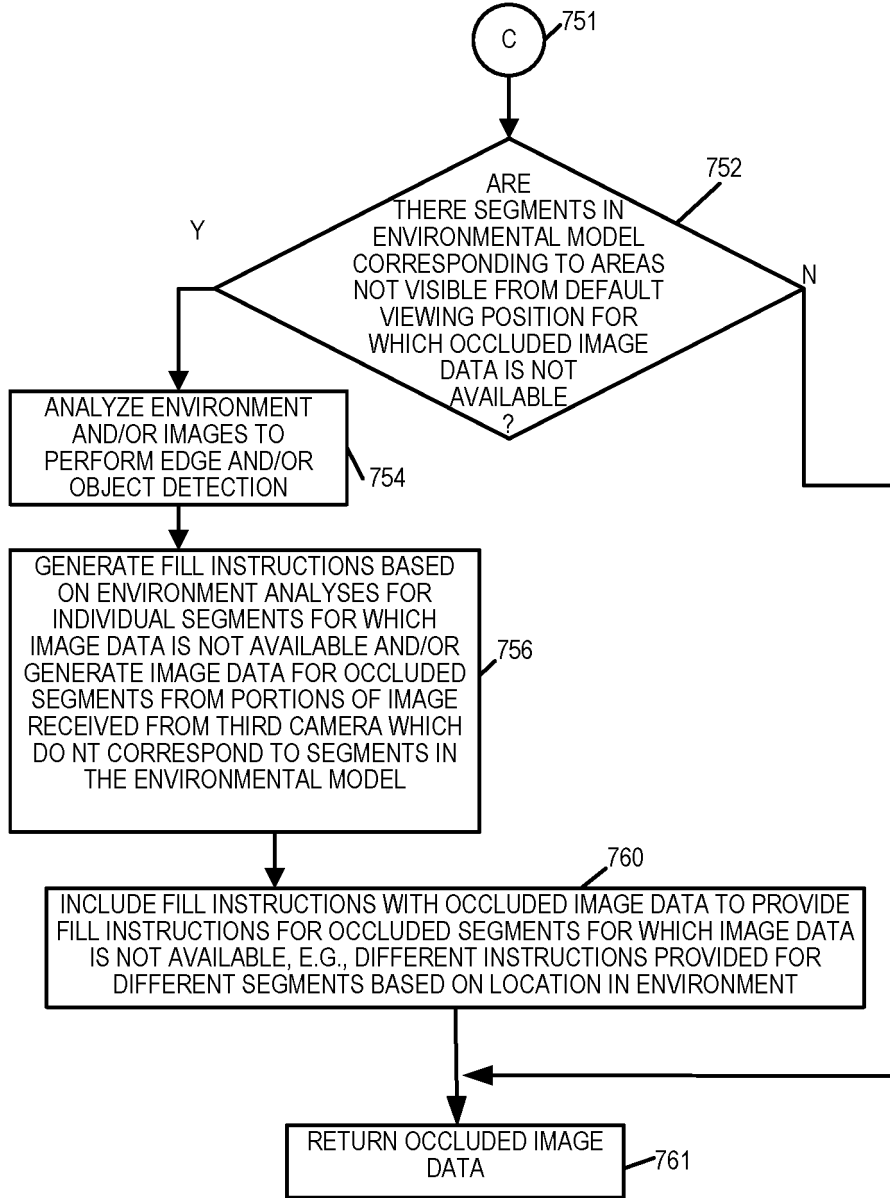 C
751
752
ARE
THERE SEGMENTS IN
ENVIRONMENTAL MODEL
CORRESPONDING TO AREAS
NOT VISIBLE FROM DEFAULT
VIEWING POSITION FOR
WHICH OCCLUDED IMAGE
DATA IS NOT
AVAILABLE
?
Y
N
ANALYZE ENVIRONMENT
AND/OR IMAGES TO
PERFORM EDGE AND/OR
OBJECT DETECTION
754
GENERATE FILL INSTRUCTIONS BASED
ON ENVIRONMENT ANALYSES FOR
INDIVIDUAL SEGMENTS FOR WHICH
IMAGE DATA IS NOT AVAILABLE AND/OR
GENERATE IMAGE DATA FOR OCCLUDED
SEGMENTS FROM PORTIONS OF IMAGE
RECEIVED FROM THIRD CAMERA WHICH
DO NT CORRESPOND TO SEGMENTS IN
THE ENVIRONMENTAL MODEL
756
760
INCLUDE FILL INSTRUCTIONS WITH OCCLUDED IMAGE DATA TO PROVIDE
FILL INSTRUCTIONS FOR OCCLUDED SEGMENTS FOR WHICH IMAGE DATA
IS NOT AVAILABLE, E.G., DIFFERENT INSTRUCTIONS PROVIDED FOR
DIFFERENT SEGMENTS BASED ON LOCATION IN ENVIRONMENT
RETURN OCCLUDED IMAGE
DATA
761